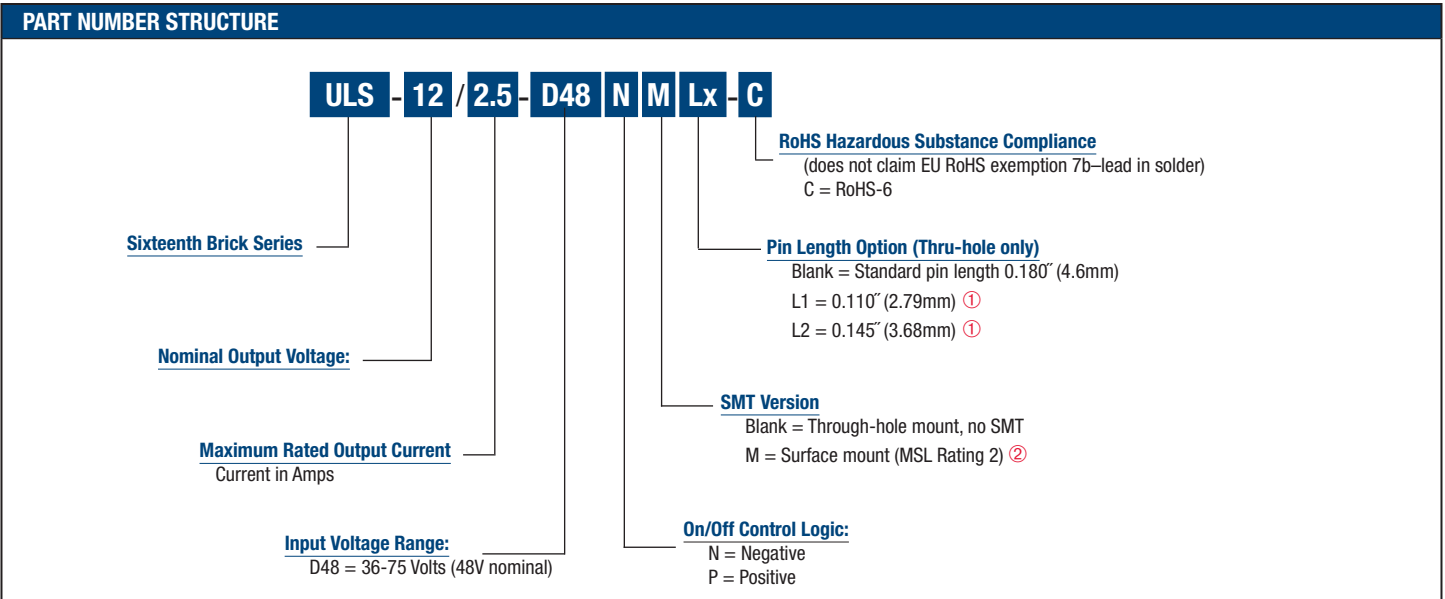 PART NUMBER STRUCTURE
ULS - 12 / 2.5 - D48 N M Lx - C
RoHS Hazardous Substance Compliance
(does not claim EU RoHS exemption 7b–lead in solder)
C = RoHS-6
Sixteenth Brick Series
Pin Length Option (Thru-hole only)
Blank = Standard pin length 0.180˝ (4.6mm)
L1 = 0.110˝ (2.79mm) ①
L2 = 0.145˝ (3.68mm) ①
Nominal Output Voltage:
SMT Version
Blank = Through-hole mount, no SMT
M = Surface mount (MSL Rating 2) ②
Maximum Rated Output Current
Current in Amps
On/Off Control Logic:
N = Negative
P = Positive
Input Voltage Range:
D48 = 36-75 Volts (48V nominal)